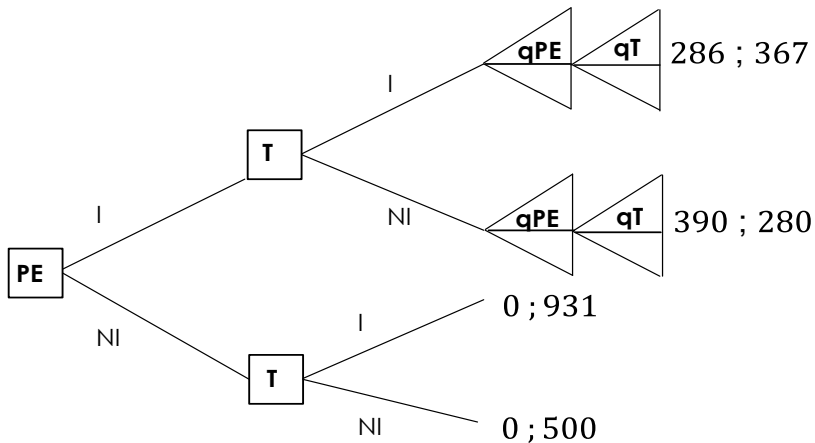 qPE qT 286 ; 367
I
T
I
NI
qPE qT 390 ; 280
PE
0 ; 931
I
NI
T
NI
0 ; 500